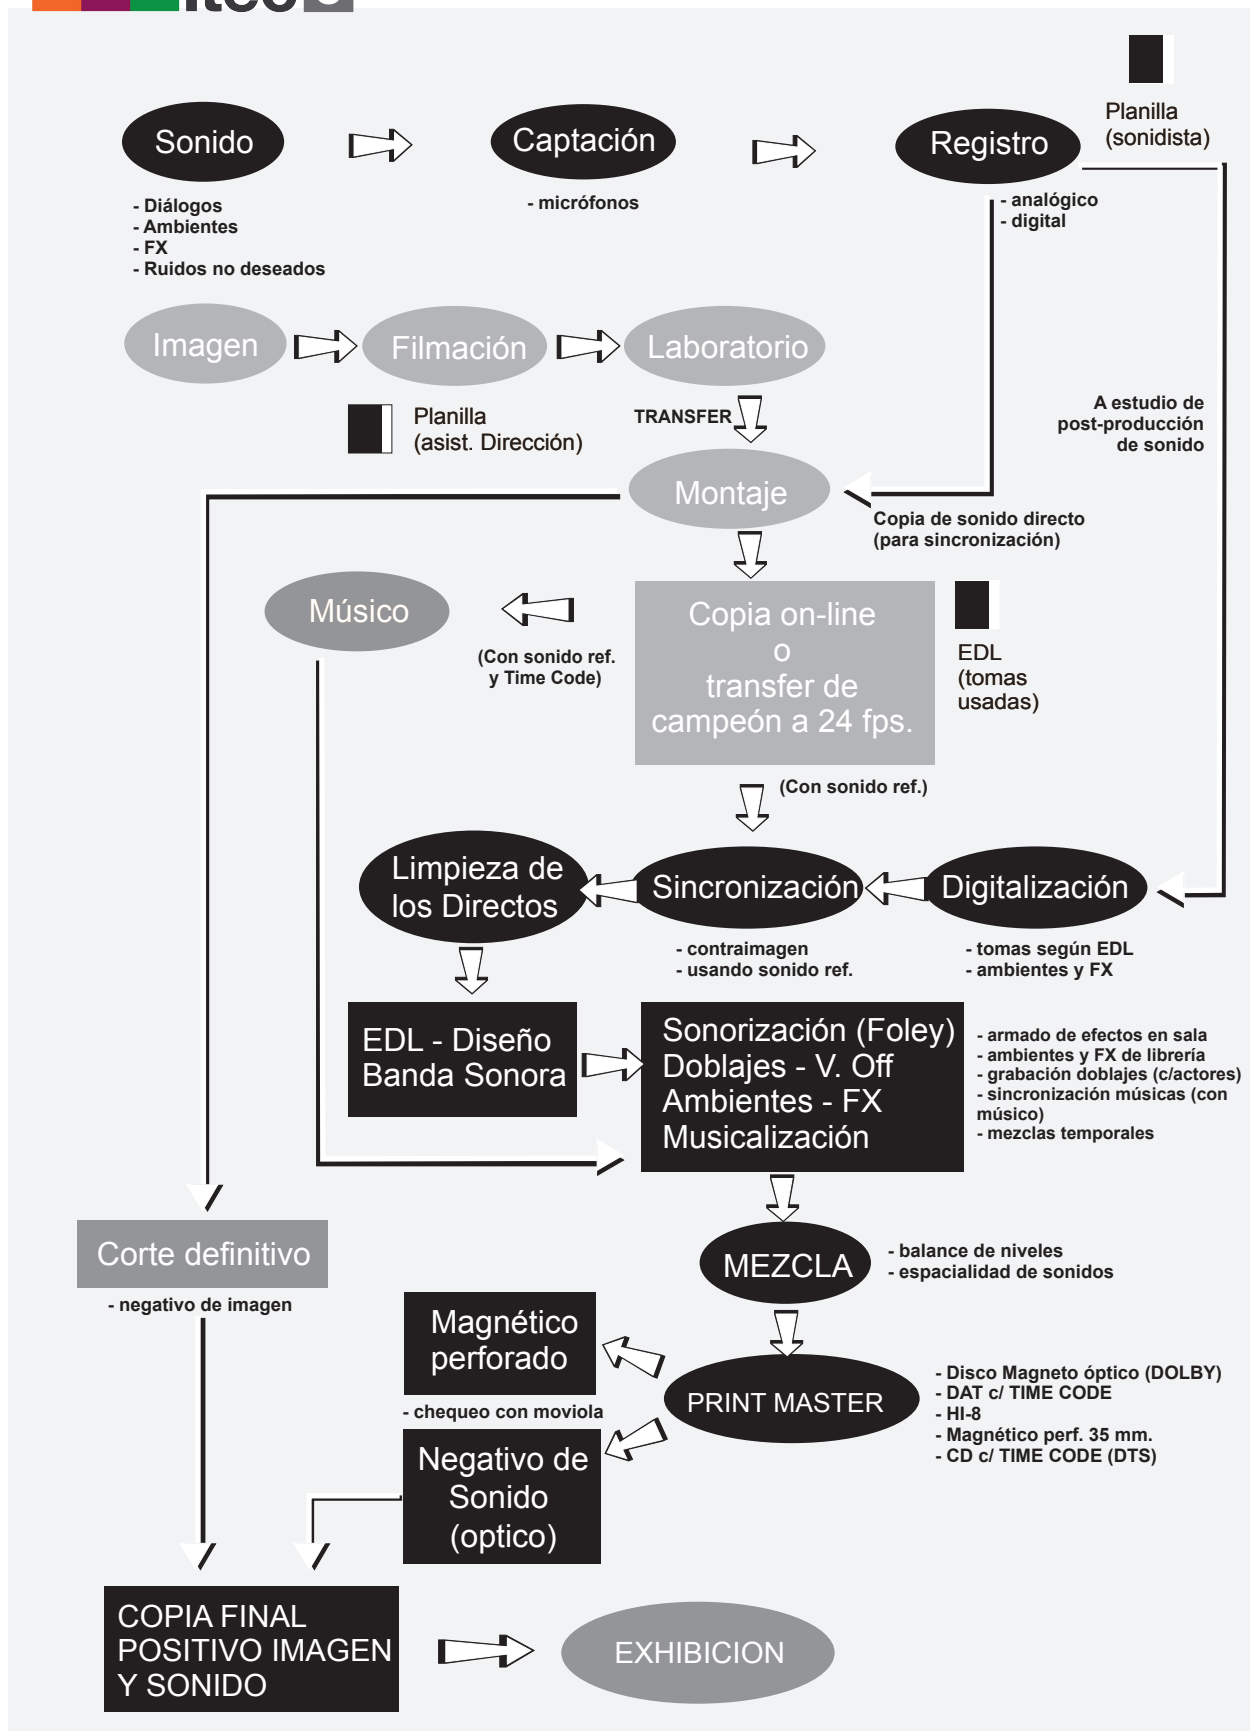 Planilla
(sonidista)
Sonido
Captación
Registro
- Diálogos
- Ambientes
- FX
- Ruidos no deseados
- micrófonos
- analógico
- digital
Imagen
Filmación
Laboratorio
Planilla
(asist. Dirección)
TRANSFER
A estudio de
post-producción
de sonido
Montaje
Copia de sonido directo
(para sincronización)
Músico
(Con sonido ref.
y Time Code)
Copia on-line
o
transfer de
campeón a 24 fps.
EDL
(tomas
usadas)
(Con sonido ref.)
Limpieza de
los Directos
Sincronización
Digitalización
- contraimagen
- usando sonido ref.
- tomas según EDL
- ambientes y FX
EDL - Diseño
Banda Sonora
Sonorización (Foley)
Doblajes - V. Off
Ambientes - FX
Musicalización
- armado de efectos en sala
- ambientes y FX de librería
- grabación doblajes (c/actores)
- sincronización músicas (con
músico)
- mezclas temporales
Corte definitivo
- negativo de imagen
MEZCLA
- balance de niveles
- espacialidad de sonidos
Magnético
perforado
- chequeo con moviola
PRINT MASTER
- Disco Magneto óptico (DOLBY)
- DAT c/ TIME CODE
- HI-8
- Magnético perf. 35 mm.
- CD c/ TIME CODE (DTS)
Negativo de
Sonido
(optico)
COPIA FINAL
POSITIVO IMAGEN
Y SONIDO
EXHIBICION